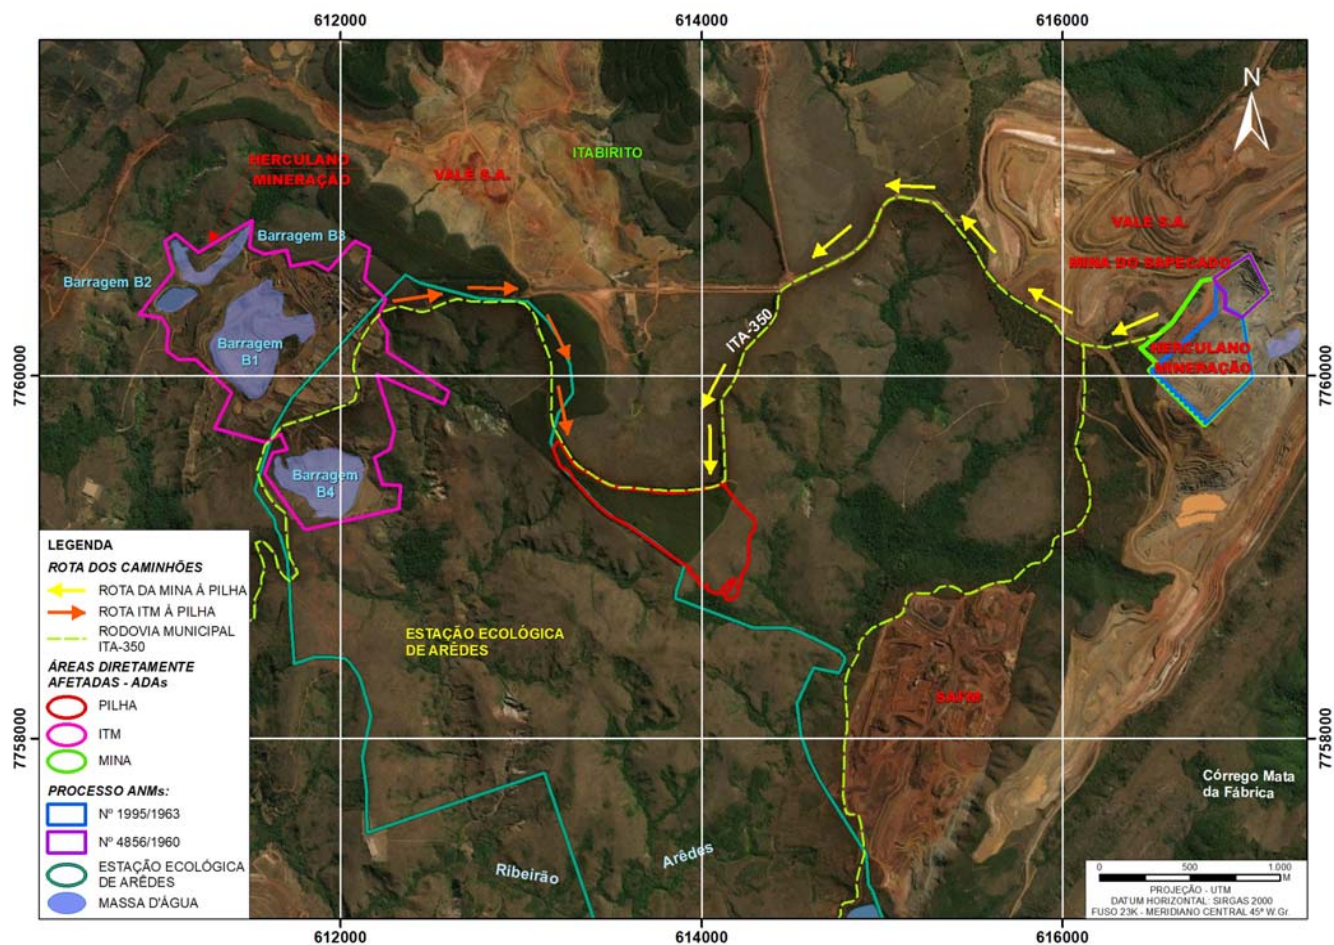 612000
614000
616000
N
ITABIRITO
HERCULANO
MINERAÇÃO
VALE S.A.
VALE S.A.
MINA DO SAPECADO
Barragem B3
Barragem B2
Barragem
B1
ITA-350
HERCULANO
MINERAÇÃO
7760000
7760000
Barragem
B4
ESTAÇÃO ECOLÓGICA
DE ARÊDES
SAFM
7758000
7758000
Córrego Mata
da Fábrica
Ribeirão
Arêdes
LEGENDA
ROTA DOS CAMINHÕES
ROTA DA MINA À PILHA
ROTA ITM À PILHA
RODOVIA MUNICIPAL
ITA-350
ÁREAS DIRETAMENTE
AFETADAS - ADAs
PILHA
ITM
MINA
PROCESSO ANMs:
Nº 1995/1963
Nº 4856/1960
ESTAÇÃO ECOLÓGICA
DE ARÊDES
MASSA D'ÁGUA
0 500 1.000
M
PROJEÇÃO - UTM
DATUM HORIZONTAL: SIRGAS 2000
FUSO 23K - MERIDIANO CENTRAL 45º W.Gr.
612000
614000
616000